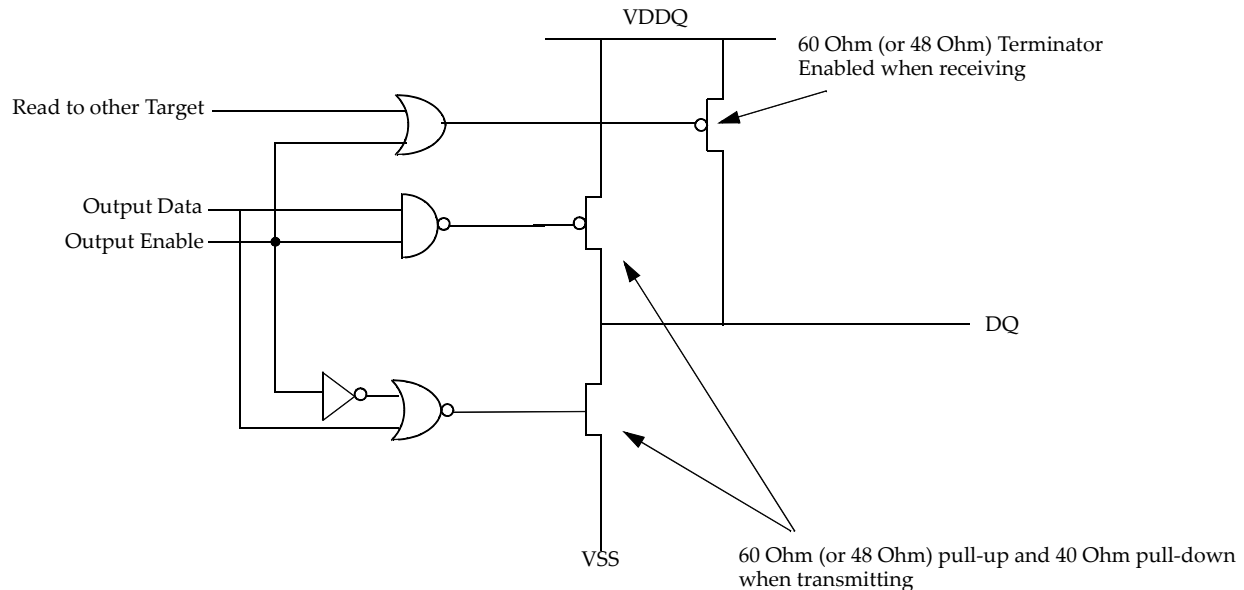 VDDQ
60 Ohm (or 48 Ohm) Terminator
Enabled when receiving
Read to other Target
Output Data
Output Enable
DQ
VSS
60 Ohm (or 48 Ohm) pull-up and 40 Ohm pull-down
when transmitting